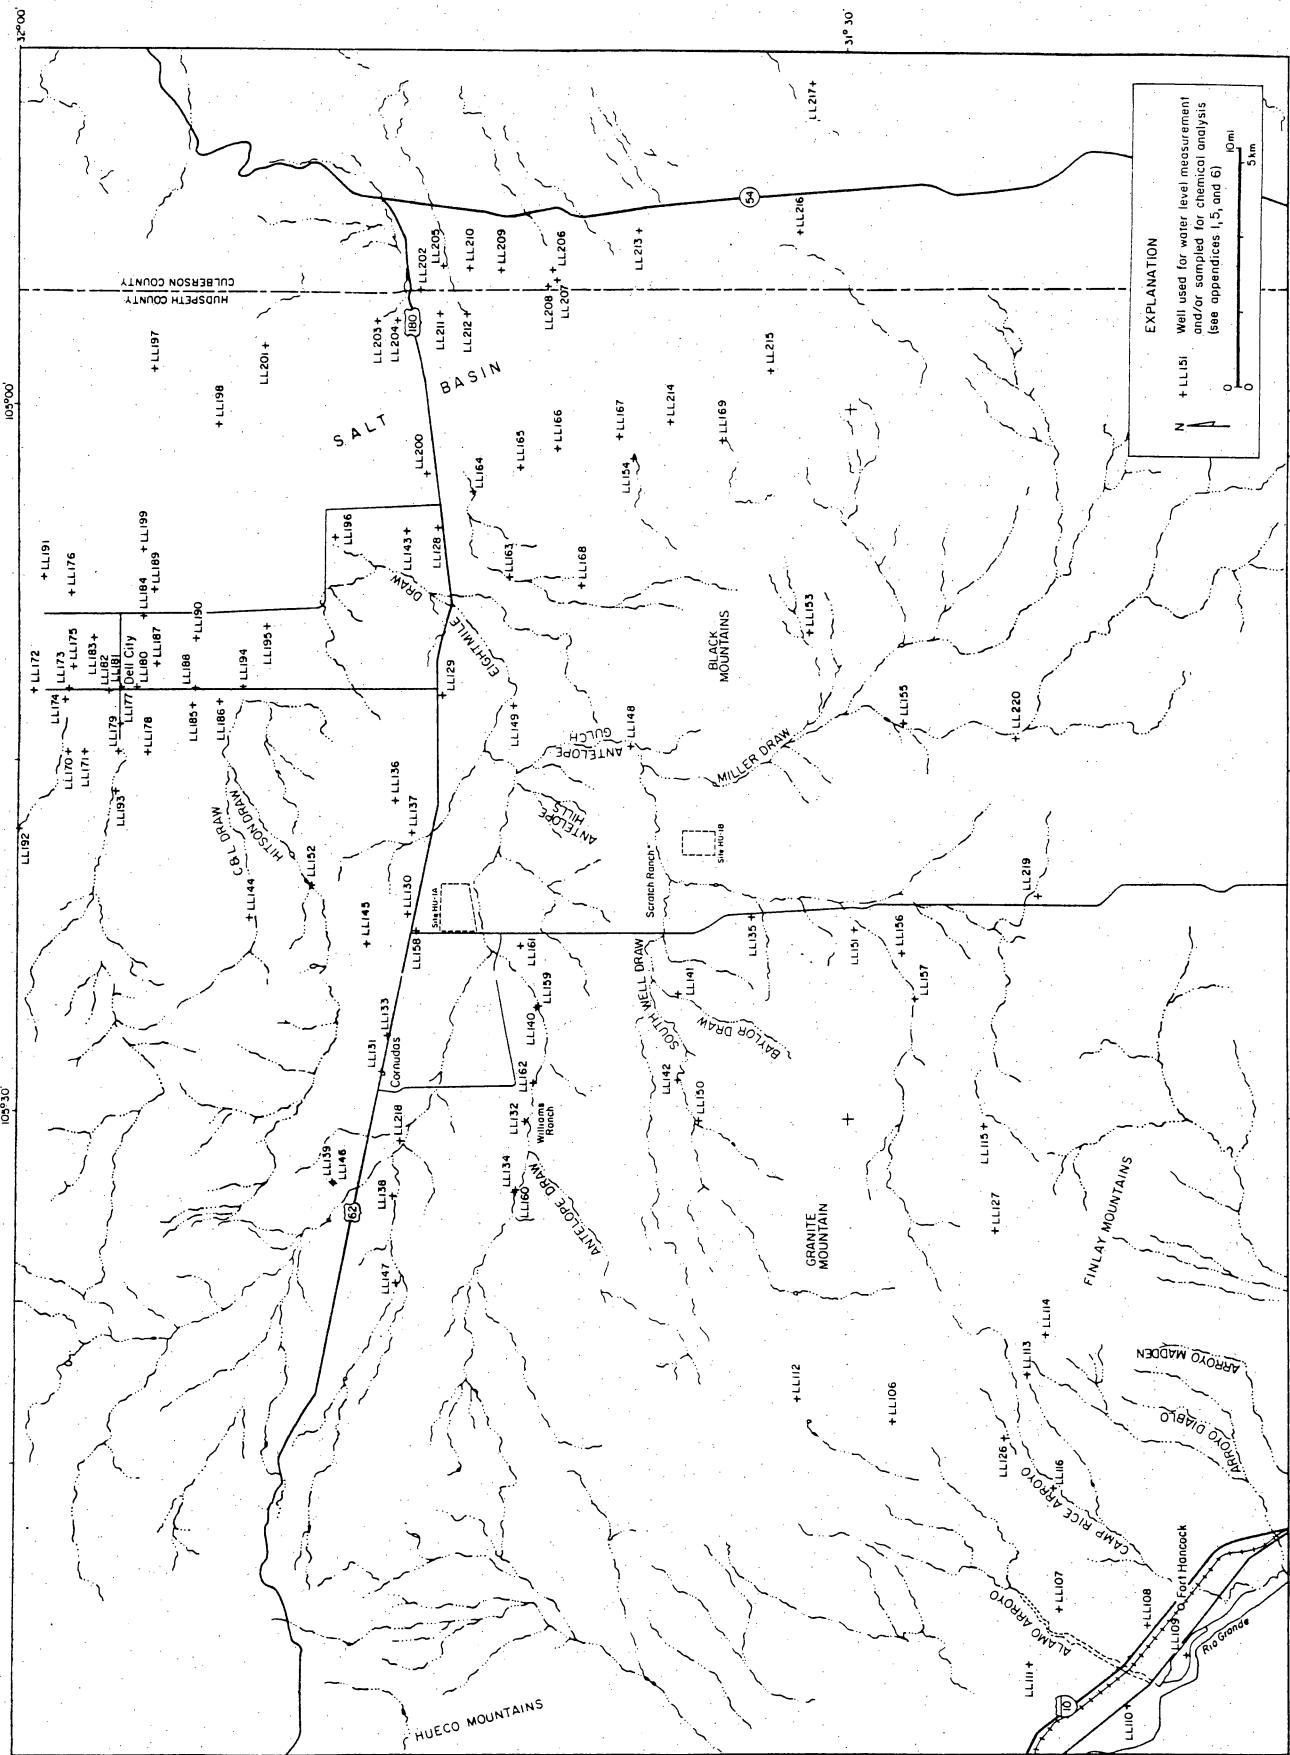 32°00'
31° 30'
105°00'
105°30'
HUDSPETH COUNTY
CULBERSON COUNTY
+ LL197
+ LL198
LL201 +
LL203 +
LL204 +
180
LL202
LL205
+ LL210
+ LL209
LL211 +
LL212 +
LL206
LL208 +
LL207
LL213 +
54
+ LL216
LL217 +
LL215
SALT
BASIN
LL200
LL164
+ LL165
+ LL166
+ LL167
LL154
+ LL214
+ LL169
+ LL191
+ LL176
+ LL199
+ LL189
+ LL184
LL190
LL196
LL143 +
LL128
LL163
+ LL168
+ LL172
LL173
+ LL175
LL183 +
LL182
LL181
Dell City
LL180
LL177
+ LL187
LL188
LL194
LL195 +
LL174
LL179
+ LL178
LL185 +
LL186 +
LL170 +
LL171 +
LL193
LL192
EIGHTMILE
DRAW
LL129
LL149 +
ANTELOPE
GULCH
LL148
BLACK
MOUNTAINS
+ LL153
LL155
+ LL220
MILLER DRAW
C&L DRAW
HITSON DRAW
LL144
LL152
+ LL136
LL137
ANTELOPE
HILLS
+ LL130
+ LL145
Site HU-1A
Site HU-1B
LL158
LL161
LL159
LL140
Scratch Ranch
LL135
LL151
+ LL156
LL157
LL219
SOUTH WELL DRAW
LL141
BAYLOR DRAW
LL142
LL150
LL133
LL131
Cornudas
LL218
LL162
LL132
Williams
Ranch
LL134
LL160
ANTELOPE DRAW
LL139
LL146
62
LL138
LL147
LL115 +
+ LL127
GRANITE
MOUNTAIN
FINLAY MOUNTAINS
+ LL114
+ LL113
+ LL112
+ LL106
LL126 +
LL116
CAMP RICE ARROYO
ARROYO MADDEN
ARROYO DIABLO
ALAMO ARROYO
+ LL107
+ LL108
LL109
Fort Hancock
Rio Grande
LL111 +
10
LL110 +
HUECO MOUNTAINS
EXPLANATION
N
+ LL151 Well used for water level measurement
and/or sampled for chemical analysis
(see appendices 1, 5, and 6)
0 10mi
0 5km